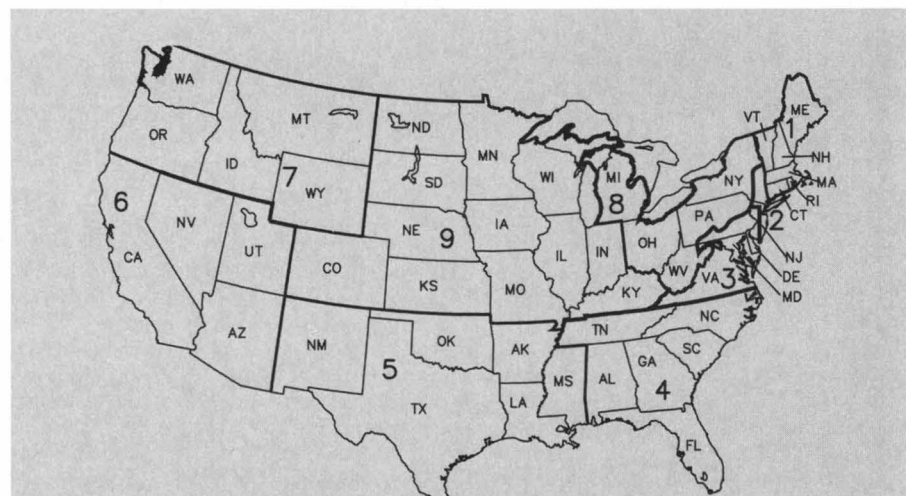 WA
ME
VT
MT
ND
OR
1
MN
NH
ID
7
WI
MI
NY
MA
SD
WY
RI
6
8
CT
PA
2
NV
NE
9
IA
UT
IL
IN
OH
NJ
CA
CO
WV
VA
3
DE
KS
MO
KY
MD
NC
TN
AZ
NM
OK
AK
SC
5
MS
AL
GA
4
TX
LA
FL